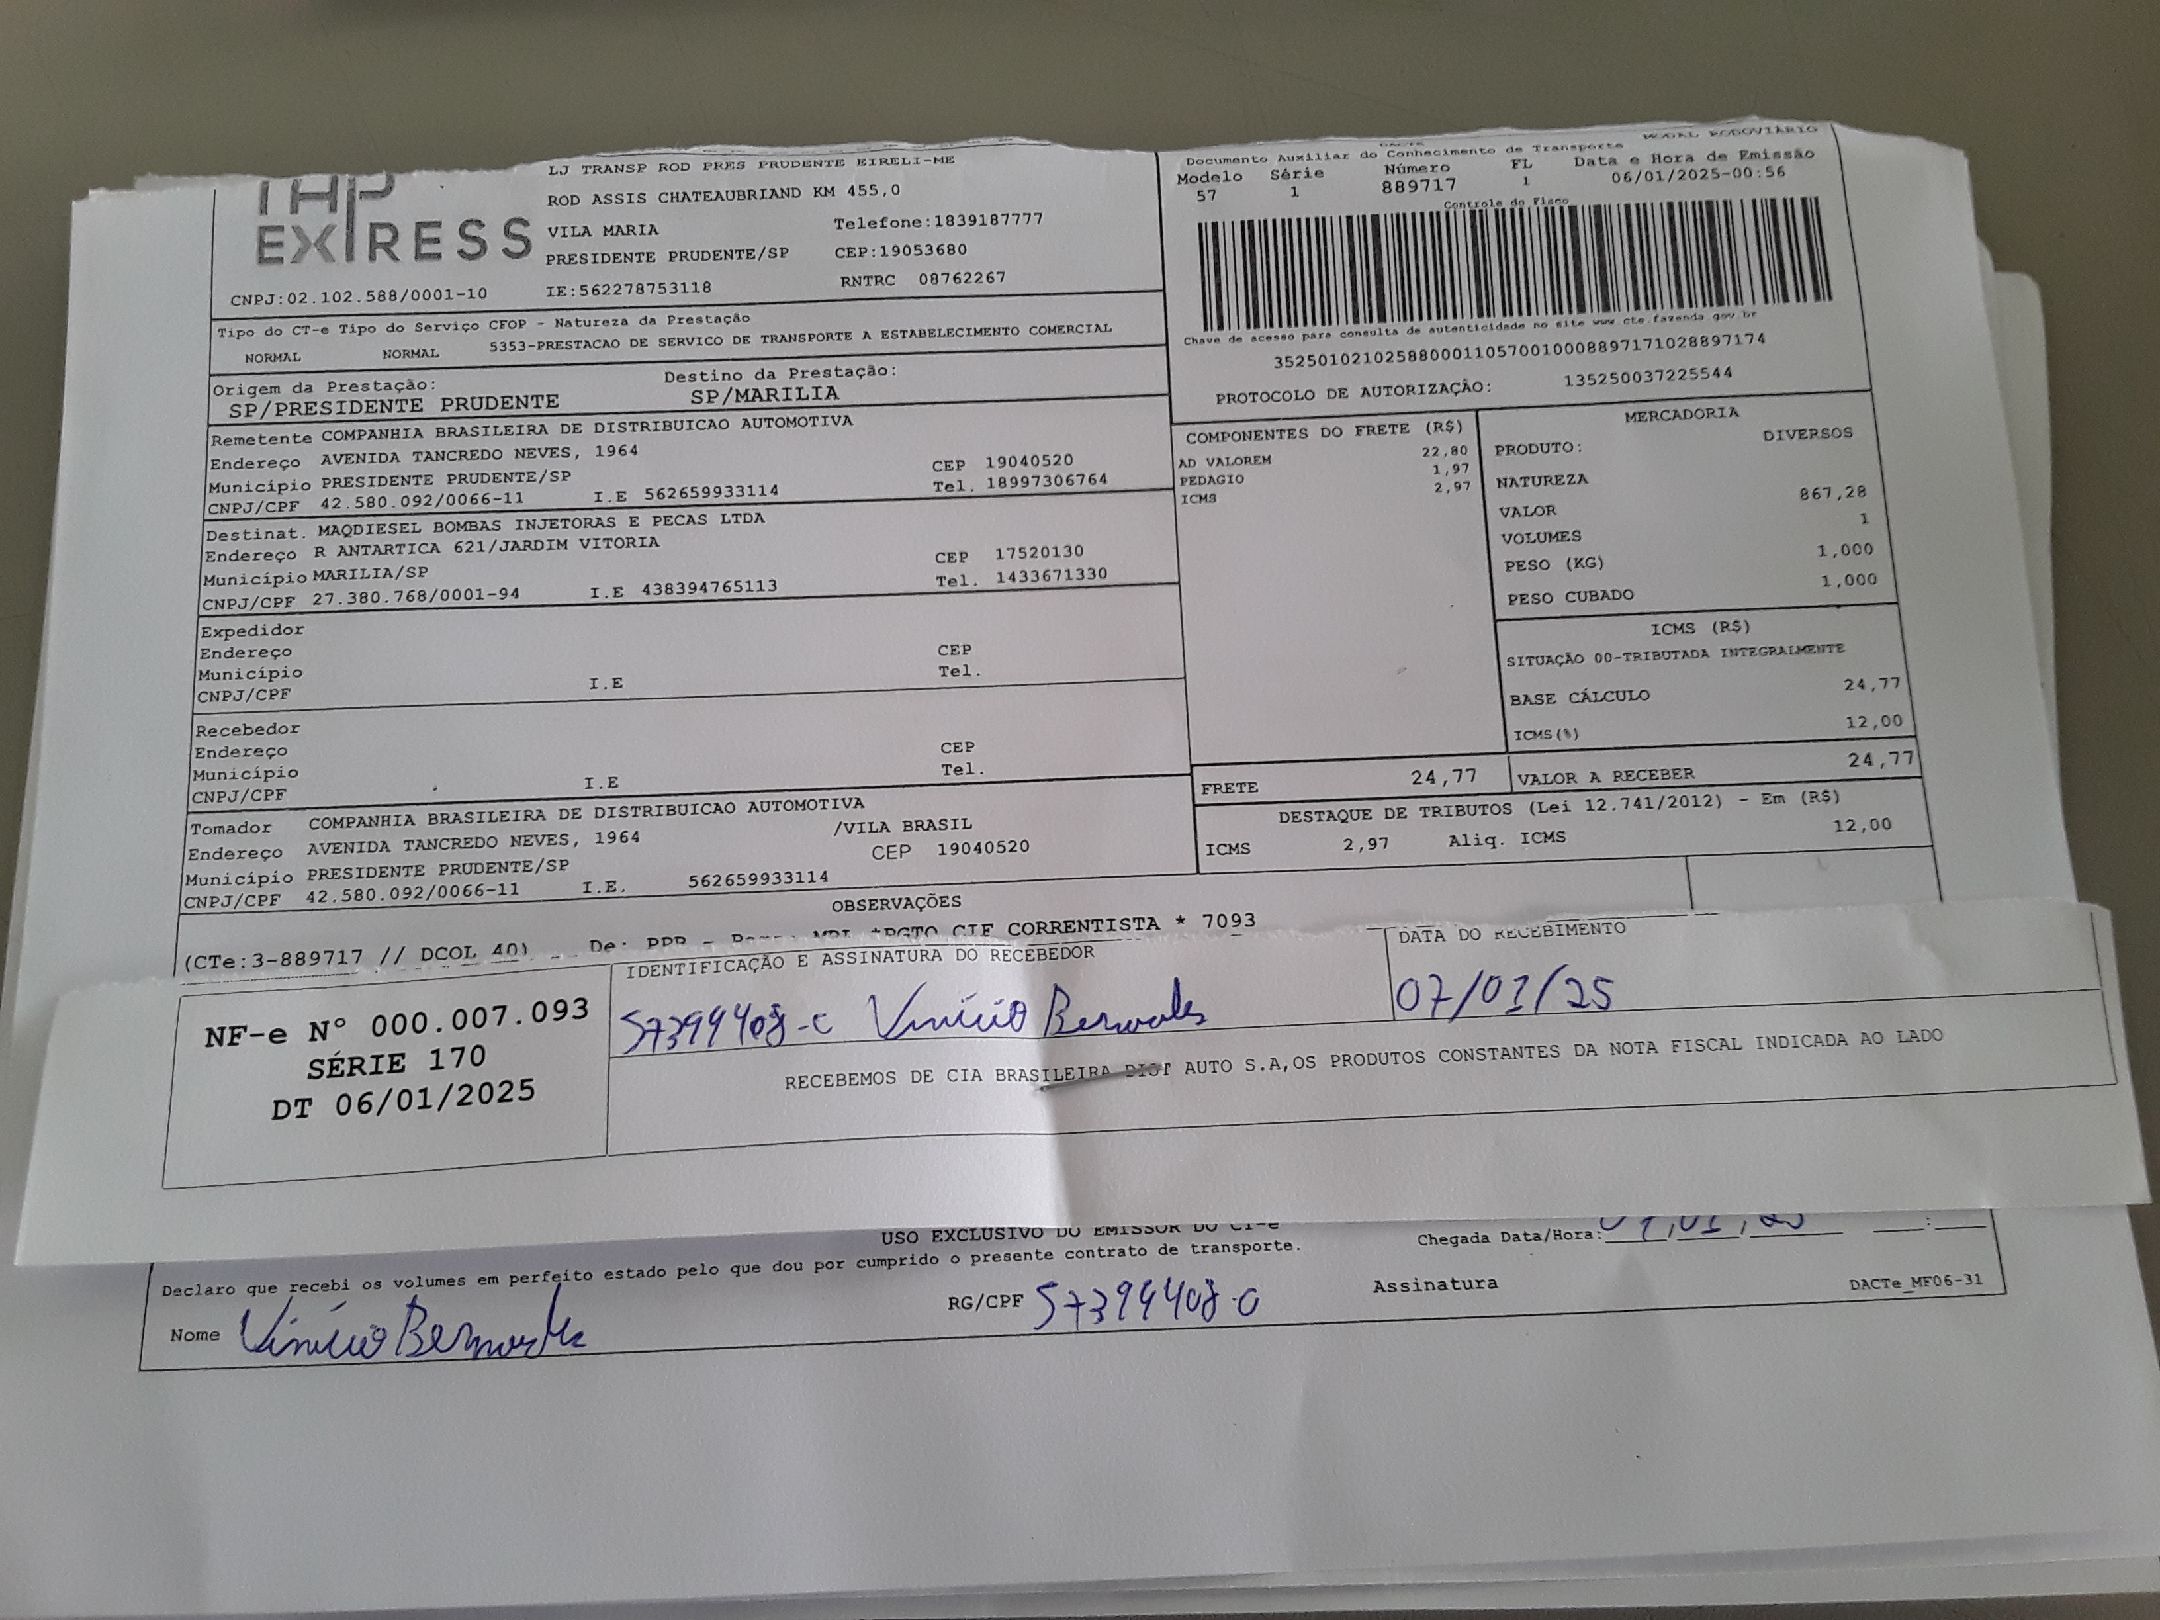 EXPRESS
LJ TRANSP ROD PRES PRUDENTE EIRELI-ME
ROD ASSIS CHATEAUBRIAND KM 455,0
VILA MARIA Telefone:1839187777
PRESIDENTE PRUDENTE/SP CEP:19053680
CNPJ:02.102.588/0001-10 IE:562278753118 RNTRC 08762267
MODAL RODOVIÁRIO
Documento Auxiliar do Conhecimento de Transporte
Modelo Série Número FL Data e Hora de Emissão
57 1 889717 1 06/01/2025-00:56
Controle do Fisco
Chave de acesso para consulta de autenticidade no site www.cte.fazenda.gov.br
35250102102588000110570010008897171028897174
PROTOCOLO DE AUTORIZAÇÃO: 135250037225544
Tipo do CT-e Tipo do Serviço CFOP - Natureza da Prestação
NORMAL NORMAL 5353-PRESTACAO DE SERVICO DE TRANSPORTE A ESTABELECIMENTO COMERCIAL
Origem da Prestação: Destino da Prestação:
SP/PRESIDENTE PRUDENTE SP/MARILIA
Remetente COMPANHIA BRASILEIRA DE DISTRIBUICAO AUTOMOTIVA
Endereço AVENIDA TANCREDO NEVES, 1964 CEP 19040520
Município PRESIDENTE PRUDENTE/SP Tel. 18997306764
CNPJ/CPF 42.580.092/0066-11 I.E 562659933114
Destinat. MAQDIESEL BOMBAS INJETORAS E PECAS LTDA
Endereço R ANTARTICA 621/JARDIM VITORIA CEP 17520130
Município MARILIA/SP Tel. 1433671330
CNPJ/CPF 27.380.768/0001-94 I.E 438394765113
Expedidor
Endereço CEP
Município Tel.
CNPJ/CPF I.E
Recebedor
Endereço CEP
Município Tel.
CNPJ/CPF I.E
Tomador COMPANHIA BRASILEIRA DE DISTRIBUICAO AUTOMOTIVA
Endereço AVENIDA TANCREDO NEVES, 1964 /VILA BRASIL
Município PRESIDENTE PRUDENTE/SP CEP 19040520
CNPJ/CPF 42.580.092/0066-11 I.E. 562659933114
COMPONENTES DO FRETE (R$)
AD VALOREM 22,80
PEDAGIO 1,97
ICMS 2,97
MERCADORIA
PRODUTO: DIVERSOS
NATUREZA
VALOR 867,28
VOLUMES 1
PESO (KG) 1,000
PESO CUBADO 1,000
ICMS (R$)
SITUAÇÃO 00-TRIBUTADA INTEGRALMENTE
BASE CÁLCULO 24,77
ICMS(%) 12,00
FRETE 24,77 VALOR A RECEBER 24,77
DESTAQUE DE TRIBUTOS (Lei 12.741/2012) - Em (R$)
ICMS 2,97 Aliq. ICMS 12,00
OBSERVAÇÕES
(CTe:3-889717 // DCOL 40) De: PPR - *PGTO CIF CORRENTISTA * 7093
NF-e Nº 000.007.093
SÉRIE 170
DT 06/01/2025
IDENTIFICAÇÃO E ASSINATURA DO RECEBEDOR DATA DO RECEBIMENTO
57399408-0 Vinício Bernardes 07/01/25
RECEBEMOS DE CIA BRASILEIRA DIST AUTO S.A,OS PRODUTOS CONSTANTES DA NOTA FISCAL INDICADA AO LADO
USO EXCLUSIVO DO EMISSOR DO CT-e
Declaro que recebi os volumes em perfeito estado pelo que dou por cumprido o presente contrato de transporte.
Chegada Data/Hora: 07,01,25 :
Nome Vinício Bernardes RG/CPF 57399408-0 Assinatura DACTe_MF06-31